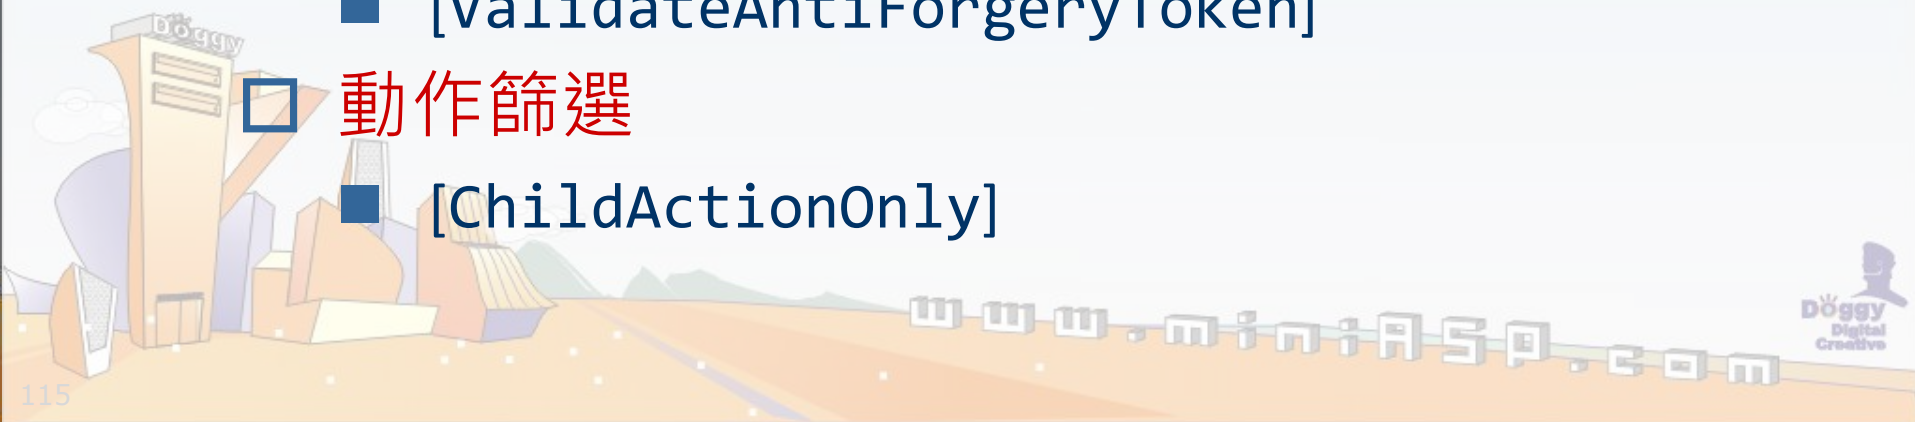 [ValidateAntiForgeryToken]
動作篩選
[ChildActionOnly]
Doggy
www.miniASP.com
Doggy
Digital
Creative
115